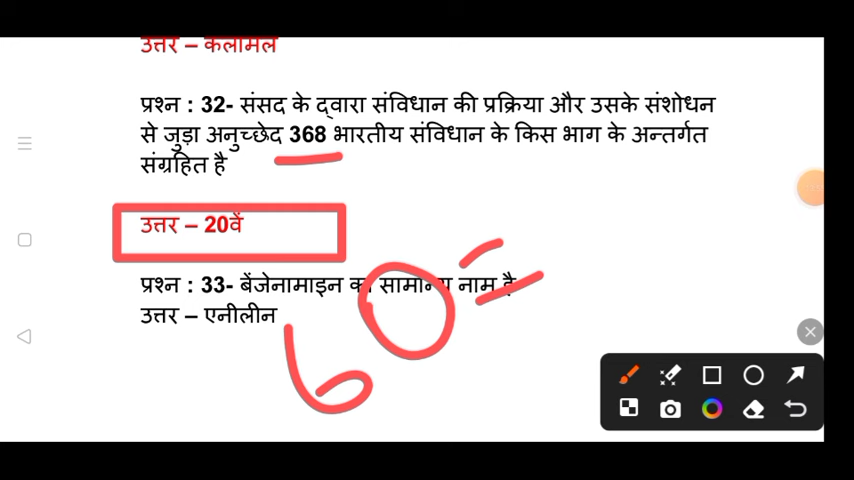 उत्तर – कलामेल
प्रश्न : 32- संसद के द्वारा संविधान की प्रक्रिया और उसके संशोधन
से जुड़ा अनुच्छेद 368 भारतीय संविधान के किस भाग के अन्तर्गत
संग्रहित है
उत्तर – 20वें
प्रश्न : 33- बेंजेनामाइन का सामान्य नाम है
उत्तर – एनीलीन
60